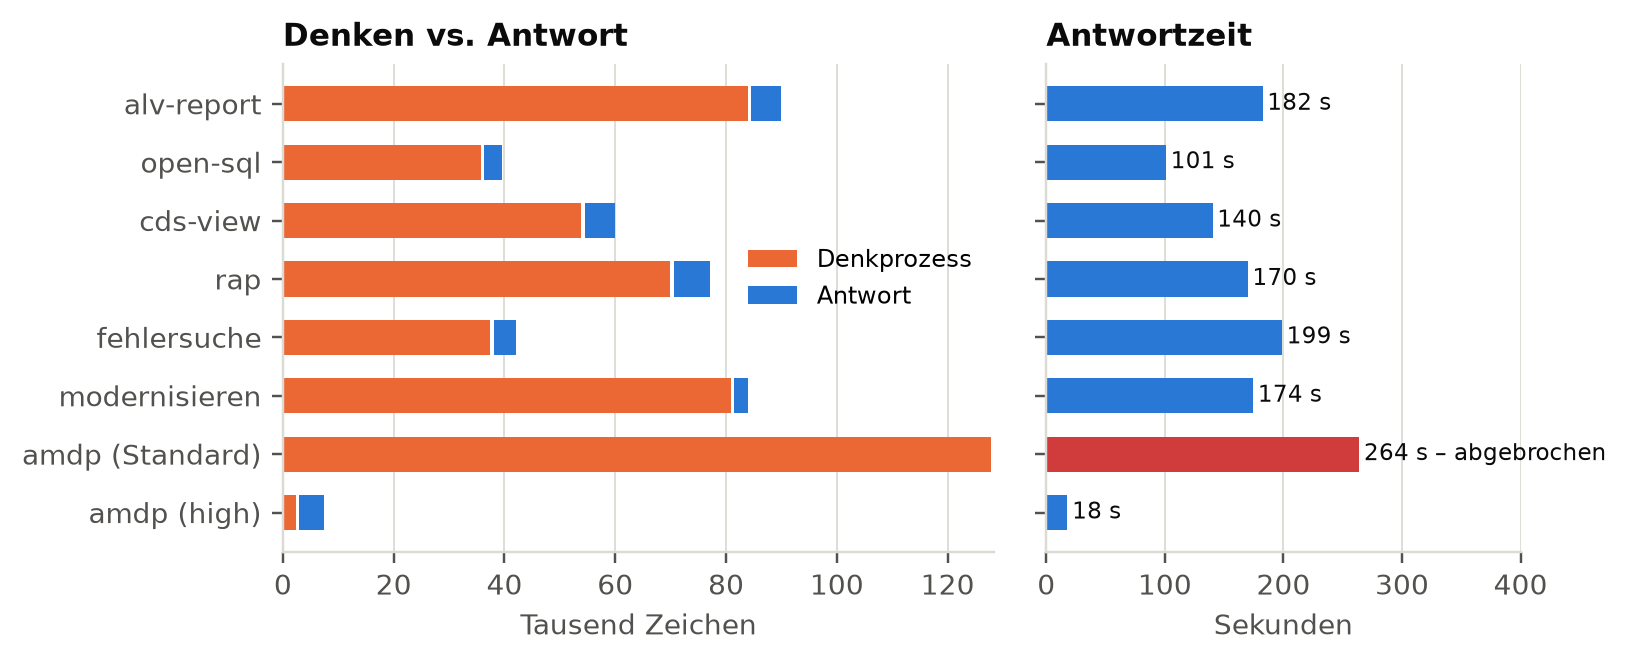 Denken vs. Antwort
alv-report
open-sql
cds-view
rap
fehlersuche
modernisieren
amdp (Standard)
amdp (high)
Denkprozess
Antwort
0 20 40 60 80 100 120
Tausend Zeichen
Antwortzeit
182 s
101 s
140 s
170 s
199 s
174 s
264 s – abgebrochen
18 s
0 100 200 300 400
Sekunden